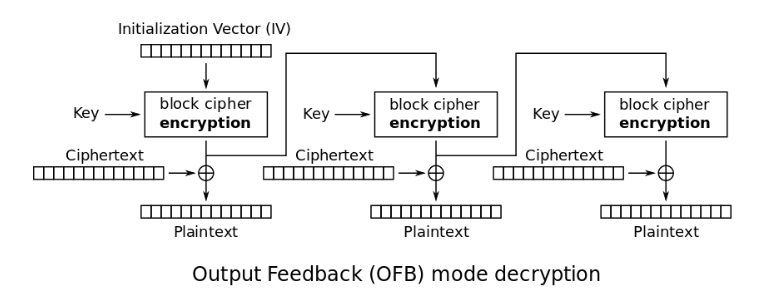 Initialization Vector (IV)
Key
block cipher
encryption
Key
block cipher
encryption
Key
block cipher
encryption
Ciphertext
Ciphertext
Ciphertext
Plaintext
Plaintext
Plaintext
Output Feedback (OFB) mode decryption